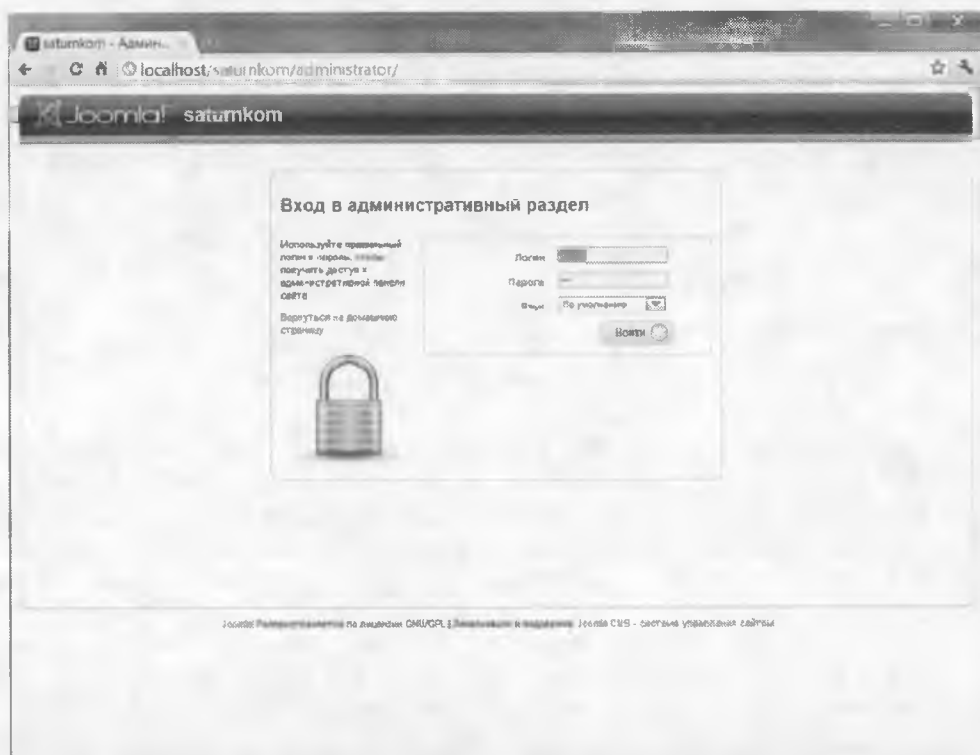 saturnkom - Админ...
localhost/saturnkom/administrator/
Joomla! saturnkom
Вход в административный раздел
Используйте правильный
логин и пароль, чтобы
получить доступ к
административной панели
сайта
Вернуться на домашнюю
страницу
Логин
Пароль
Язык По умолчанию
Войти
Joomla! по лицензии GNU/GPL | Joomla CMS - система управления сайтом